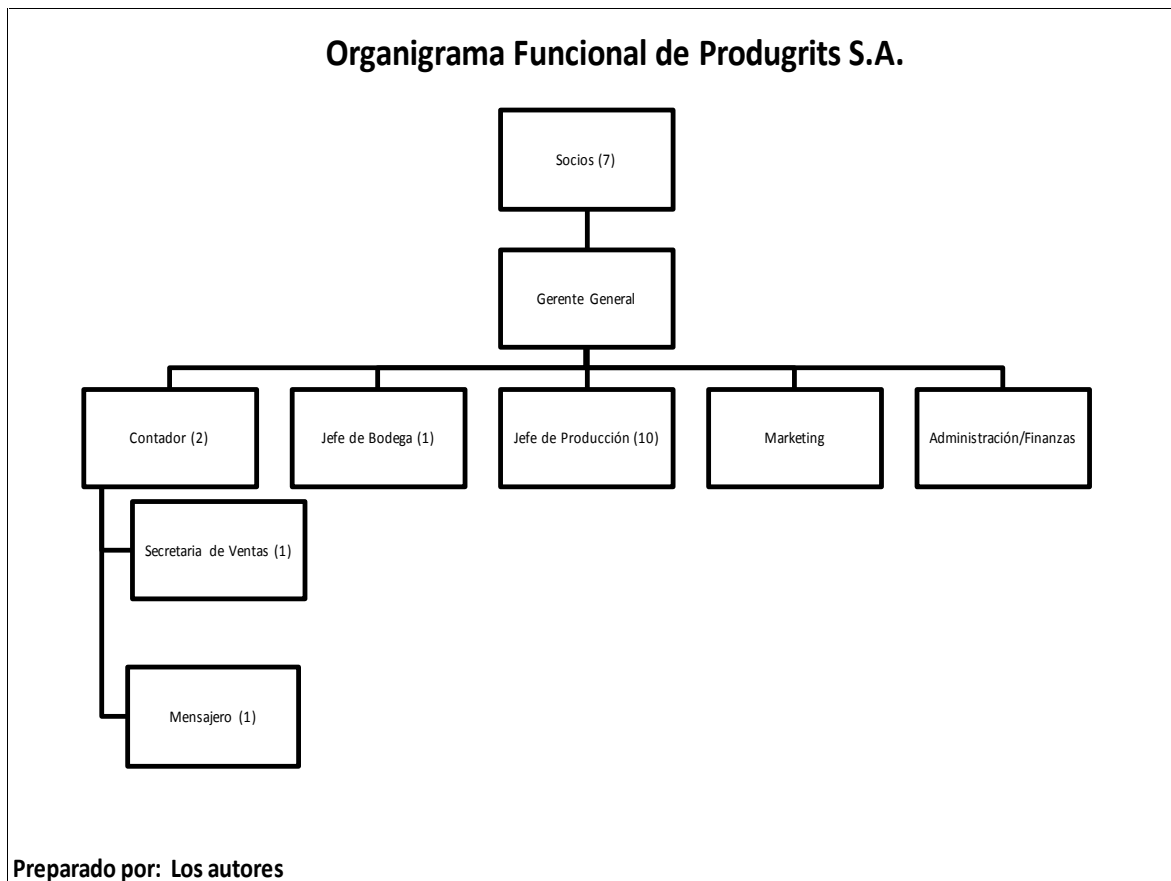 Organigrama Funcional de Produgrits S.A.
Socios (7)
Gerente General
Contador (2)
Jefe de Bodega (1)
Jefe de Producción (10)
Marketing
Administración/Finanzas
Secretaria de Ventas (1)
Mensajero (1)
Preparado por: Los autores